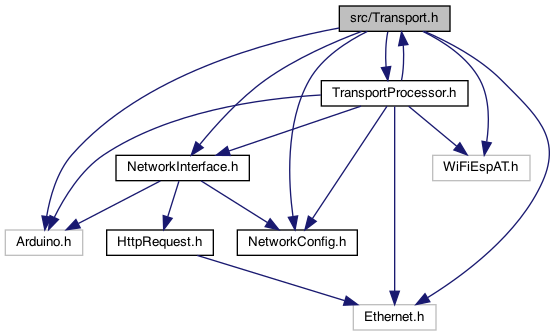 src/Transport.h
TransportProcessor.h
NetworkInterface.h
WiFiEspAT.h
Arduino.h
HttpRequest.h
NetworkConfig.h
Ethernet.h